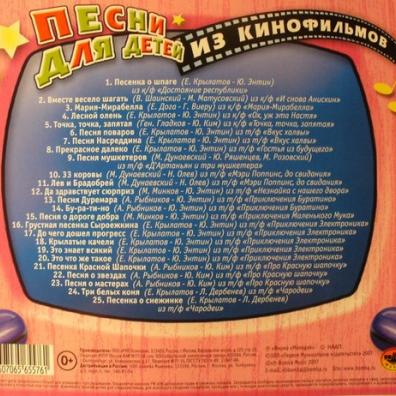 ПЕСНИ
ДЛЯ ДЕТЕЙ
ИЗ КИНОФИЛЬМОВ
1. Песенка о шпаге (Е. Крылатов - Ю. Энтин)
из к/ф «Достояние республики»
2. Вместе весело шагать (В. Шаинский - М. Матусовский) из к/ф «И снова Анискин»
3. Мария-Мирабелла (Е. Дога - Г. Виеру) из к/ф «Мария-Мирабелла»
4. Лесной олень (Е. Крылатов - Ю. Энтин) из к/ф «Ох, уж эта Настя»
5. Точка, точка, запятая (Ген. Гладков - Ю. Ким) из к/ф «Точка, точка, запятая»
6. Песня поваров (Е. Крылатов - Ю. Энтин) из т/ф «Вкус халвы»
7. Песня Насреддина (Е. Крылатов - Ю. Энтин) из т/ф «Вкус халвы»
8. Прекрасное далеко (Е. Крылатов - Ю. Энтин) из т/ф «Гостья из будущего»
9. Песня мушкетеров (М. Дунаевский - Ю. Ряшенцев, М. Розовский) из т/ф
«Д'Артаньян и три мушкетера»
10. 33 коровы (М. Дунаевский - Н. Олев) из т/ф «Мэри Поппинс, до свидания»
11. Лев и Брадобрей (М. Дунаевский - Н. Олев) из т/ф «Мэри Поппинс, до свидания»
12. Да здравствует сюрприз (М. Минков - Ю. Энтин) из т/ф «Незнайка с нашего двора»
13. Песня Дуремара (А. Рыбников - Ю. Энтин) из т/ф «Приключения Буратино»
14. Бу-ра-ти-но (А. Рыбников - Ю. Энтин) из т/ф «Приключения Буратино»
15. Песня о дороге добра (М. Минков - Ю. Энтин) из т/ф «Приключения Маленького Мука»
16. Грустная песенка Сыроежкина (Е. Крылатов - Ю. Энтин) из т/ф «Приключения Электроника»
17. До чего дошел прогресс (Е. Крылатов - Ю. Энтин) из т/ф «Приключения Электроника»
18. Крылатые качели (Е. Крылатов - Ю. Энтин) из т/ф «Приключения Электроника»
19. Это знает всякий (Е. Крылатов - Ю. Энтин) из т/ф «Приключения Электроника»
20. Это что же такое (Е. Крылатов - Ю. Энтин) из т/ф «Приключения Электроника»
21. Песенка Красной Шапочки (А. Рыбников - Ю. Ким) из т/ф «Про Красную шапочку»
22. Песня о звездах (А. Рыбников - Ю. Ким) из т/ф «Про Красную шапочку»
23. Песня о мастерах (А. Рыбников - Ю. Ким) из т/ф «Про Красную шапочку»
24. Три белых коня (Е. Крылатов - Л. Дербенев) из т/ф «Чародеи»
25. Песенка о снежинке (Е. Крылатов - Л. Дербенев)
из т/ф «Чародеи»
0+
4607065655761